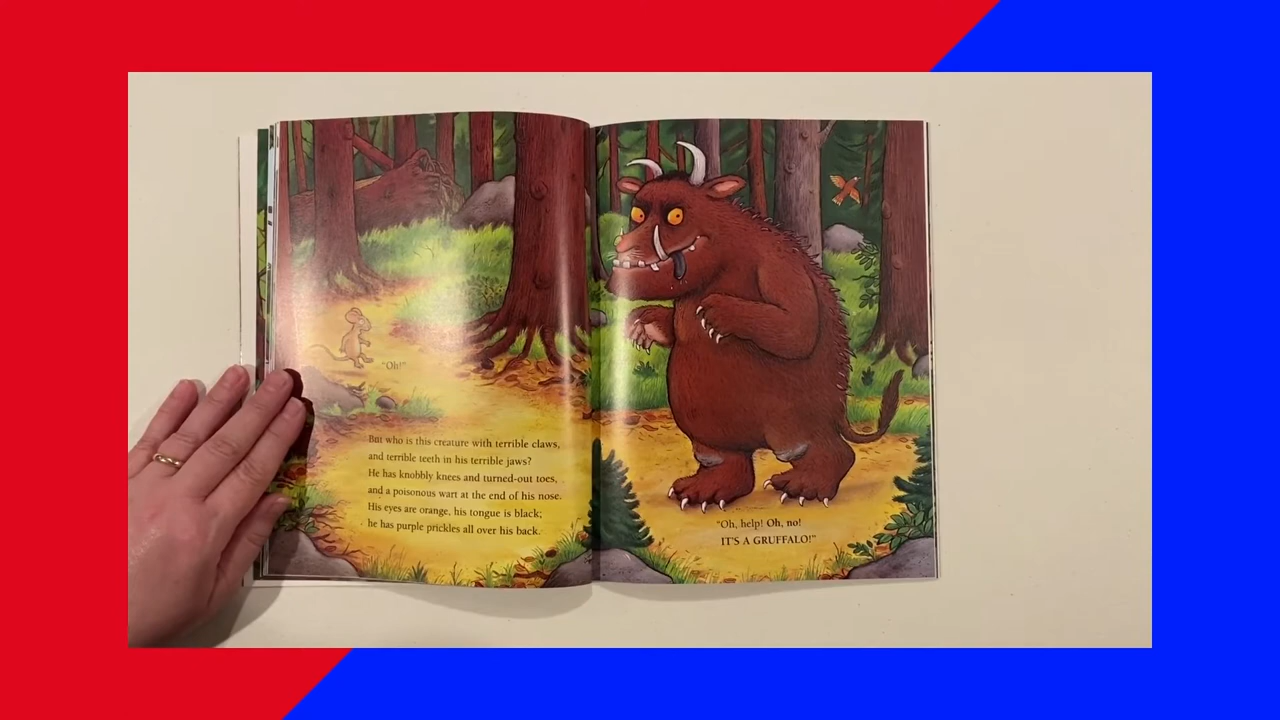 "Oh!"
But who is this creature with terrible claws,
and terrible teeth in his terrible jaws?
He has knobbly knees and turned-out toes,
and a poisonous wart at the end of his nose.
His eyes are orange, his tongue is black;
he has purple prickles all over his back.
"Oh, help! Oh, no!
IT'S A GRUFFALO!"